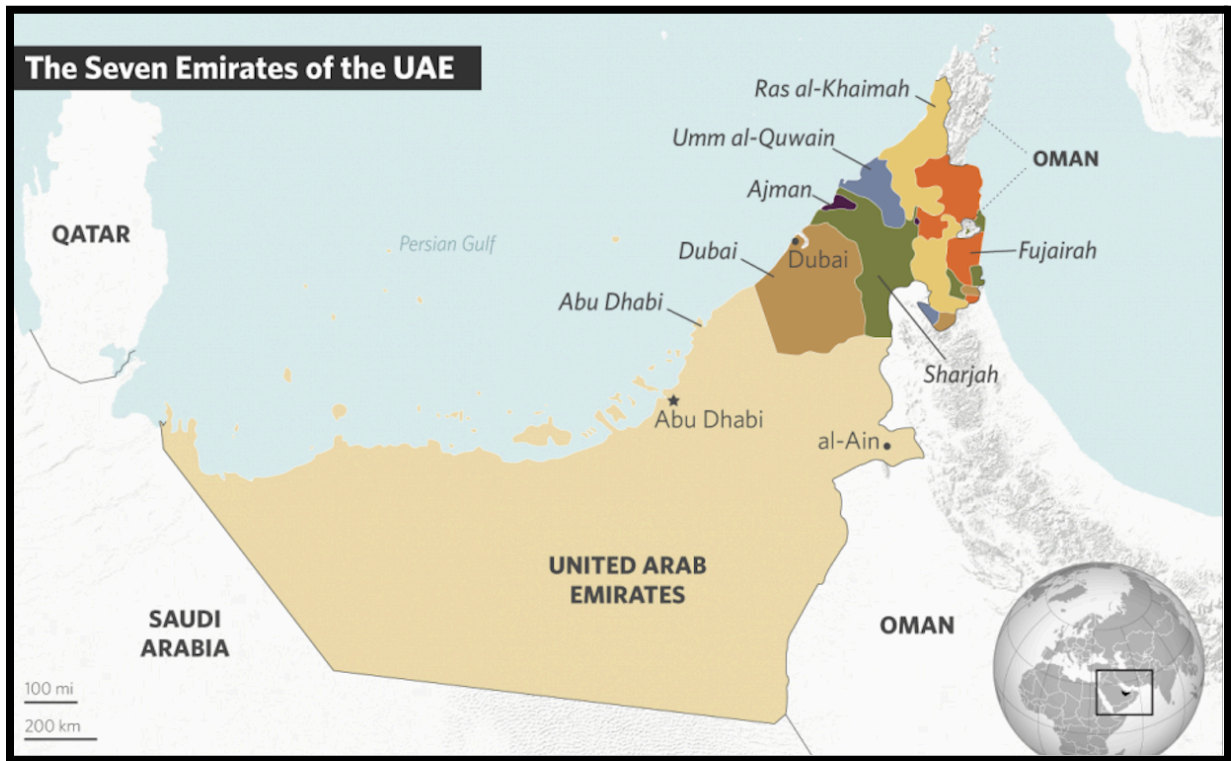 The Seven Emirates of the UAE
Ras al-Khaimah
Umm al-Quwain
OMAN
Ajman
QATAR
Persian Gulf
Dubai
Dubai
Fujairah
Abu Dhabi
Sharjah
Abu Dhabi
al-Ain
UNITED ARAB
EMIRATES
SAUDI
ARABIA
OMAN
100 mi
200 km